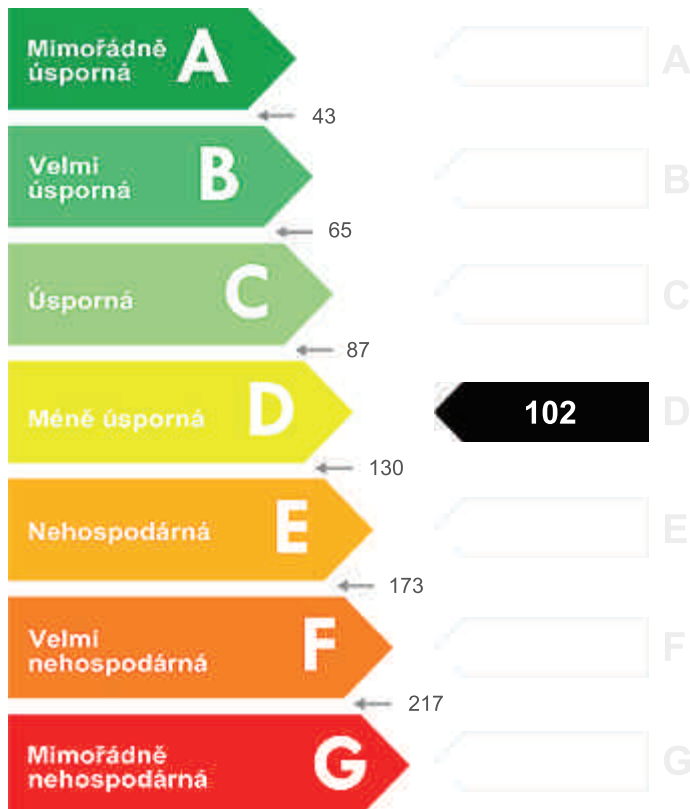 Mimořádně
úsporná
A
A
43
Velmi
úsporná
B
B
65
Úsporná
C
C
87
Méně úsporná
D
102
D
130
Nehospodárná
E
E
173
Velmi
nehospodárná
F
F
217
Mimořádně
nehospodárná
G
G